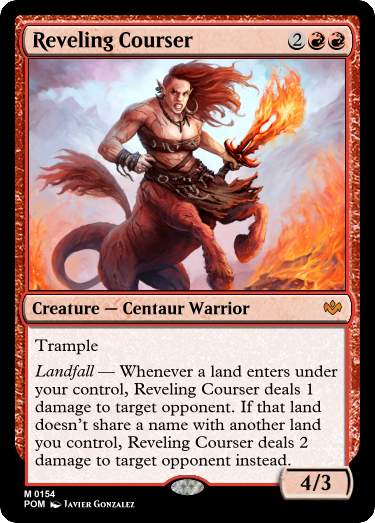 Reveling Courser 2
Creature — Centaur Warrior
Trample
Landfall — Whenever a land enters under
your control, Reveling Courser deals 1
damage to target opponent. If that land
doesn't share a name with another land
you control, Reveling Courser deals 2
damage to target opponent instead.
4/3
M 0154
POM Javier Gonzalez